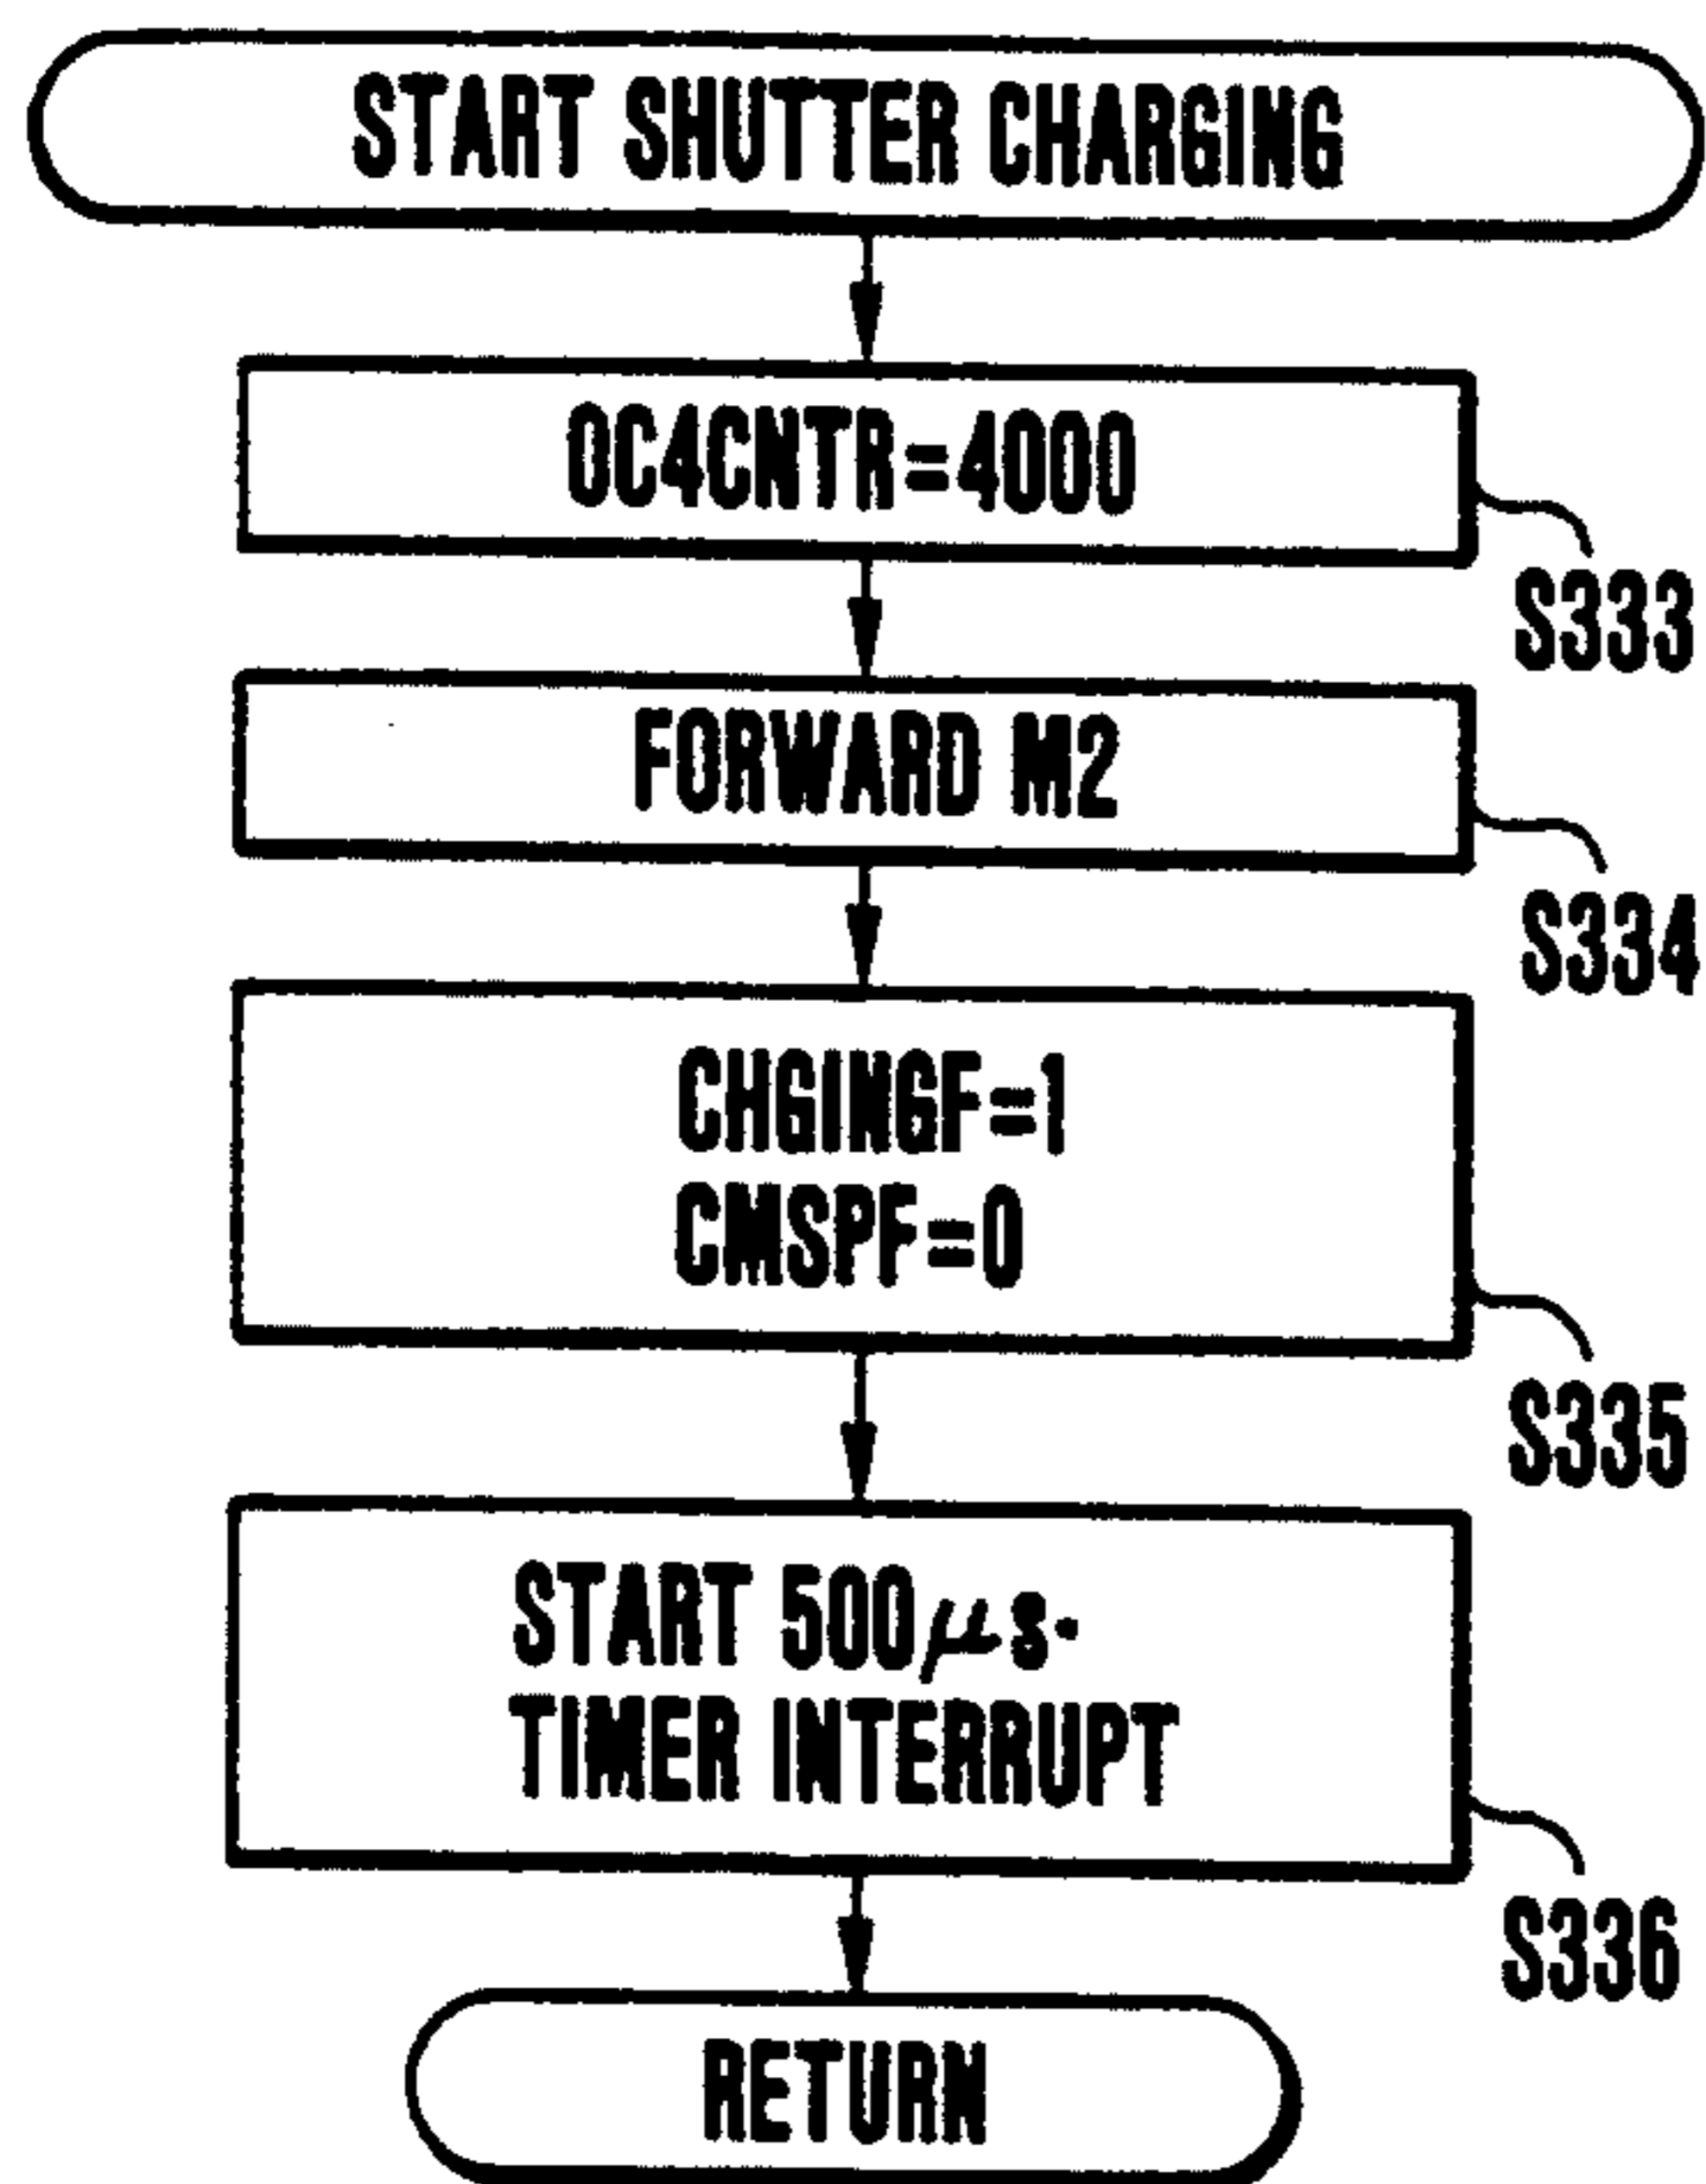 START SHUTTER CHARGING
OC4CNTR=4000
S333
FORWARD M2
S334
CHGINGF=1
CMSPF=0
S335
START 500μs·
TIMER INTERRUPT
S336
RETURN